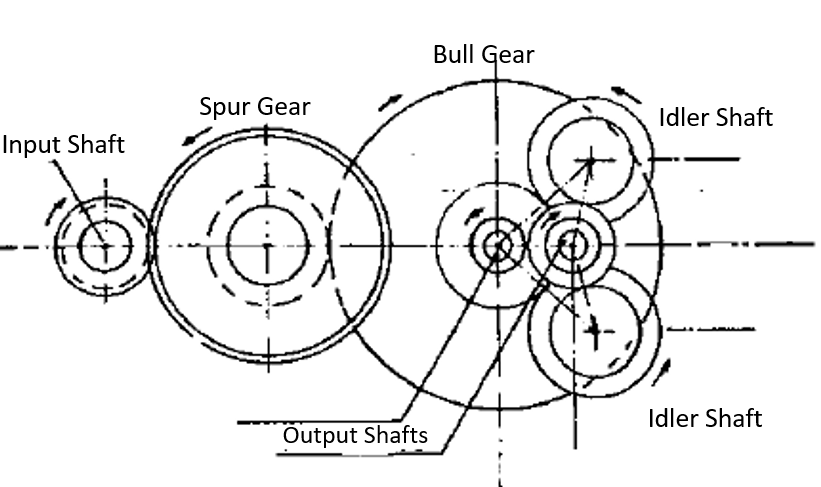 Bull Gear
Spur Gear
Idler Shaft
Input Shaft
Idler Shaft
Output Shafts